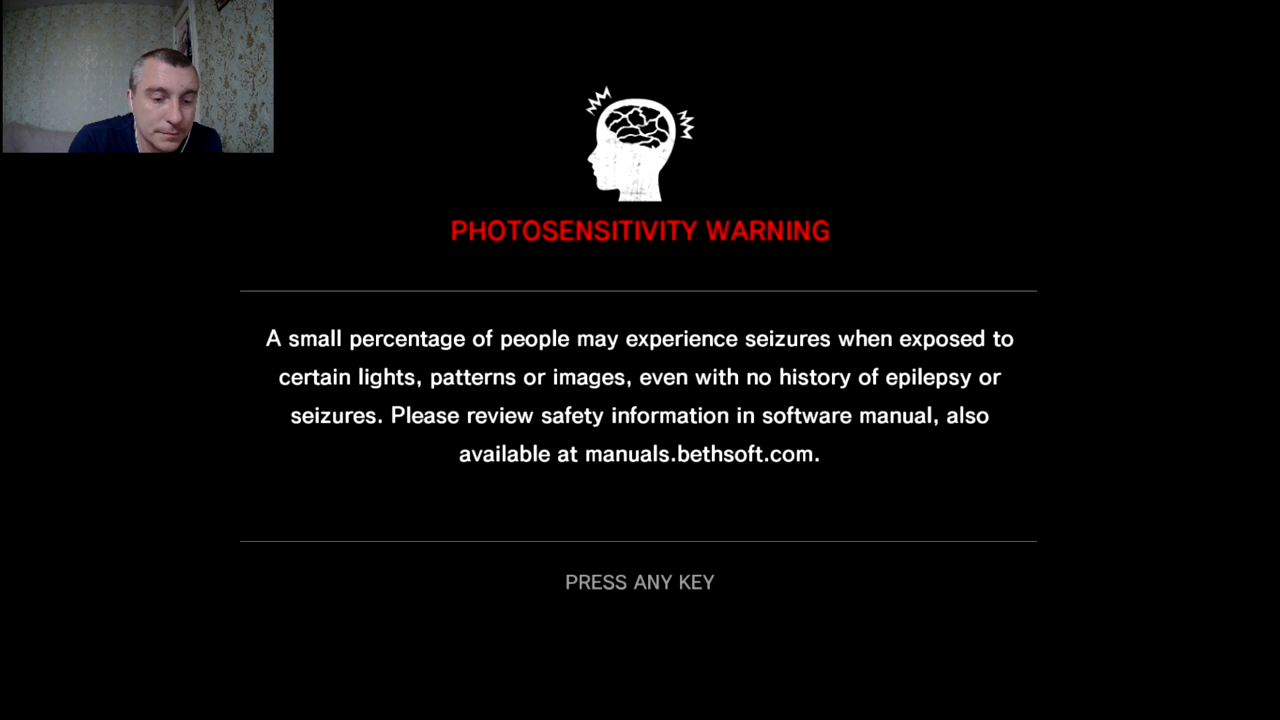 PHOTOSENSITIVITY WARNING
A small percentage of people may experience seizures when exposed to
certain lights, patterns or images, even with no history of epilepsy or
seizures. Please review safety information in software manual, also
available at manuals.bethsoft.com.
PRESS ANY KEY